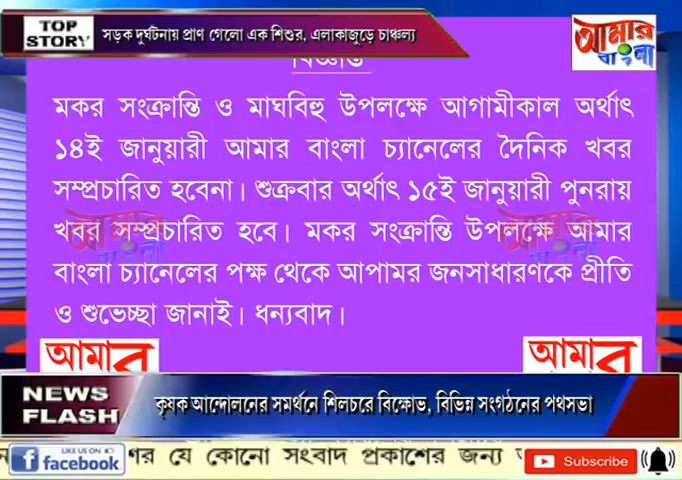 TOP
STORY
সড়ক দুর্ঘটনায় প্রাণ গেলো এক শিশুর, এলাকাজুড়ে চাঞ্চল্য
আমার
বাংলা
মকর সংক্রান্তি ও মাঘবিহু উপলক্ষে আগামীকাল অর্থাৎ
১৪ই জানুয়ারী আমার বাংলা চ্যানেলের দৈনিক খবর
সম্প্রচারিত হবেনা। শুক্রবার অর্থাৎ ১৫ই জানুয়ারী পুনরায়
খবর সম্প্রচারিত হবে। মকর সংক্রান্তি উপলক্ষে আমার
বাংলা চ্যানেলের পক্ষ থেকে আপামর জনসাধারণকে প্রীতি
ও শুভেচ্ছা জানাই। ধন্যবাদ।
আমার
আমার
NEWS
FLASH
কৃষক আন্দোলনের সমর্থনে শিলচরে বিক্ষোভ, বিভিন্ন সংগঠনের পথসভা
LIKE US ON
facebook
যে কোনো সংবাদ প্রকাশের জন্য
Subscribe